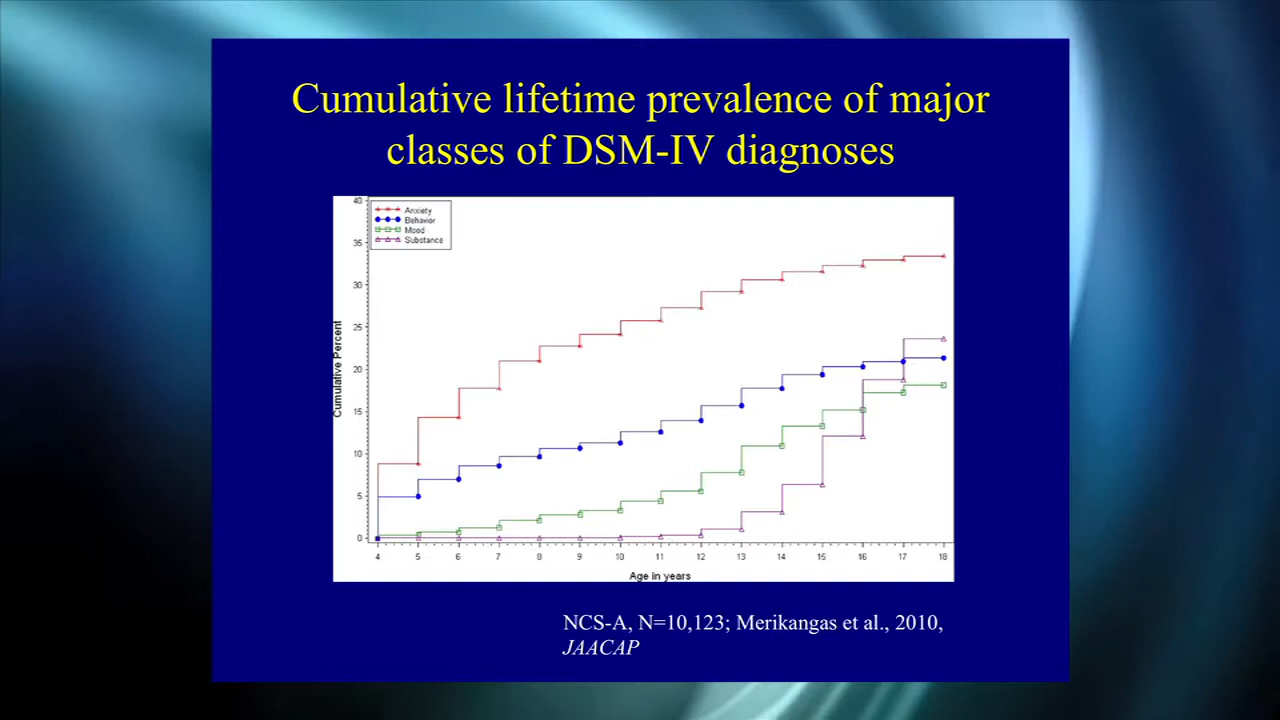 Cumulative lifetime prevalence of major
classes of DSM-IV diagnoses
Anxiety
Behavior
Mood
Substance
40
35
30
25
20
15
10
5
0
Cumulative Percent
4 5 6 7 8 9 10 11 12 13 14 15 16 17 18
Age in years
NCS-A, N=10,123; Merikangas et al., 2010,
JAACAP